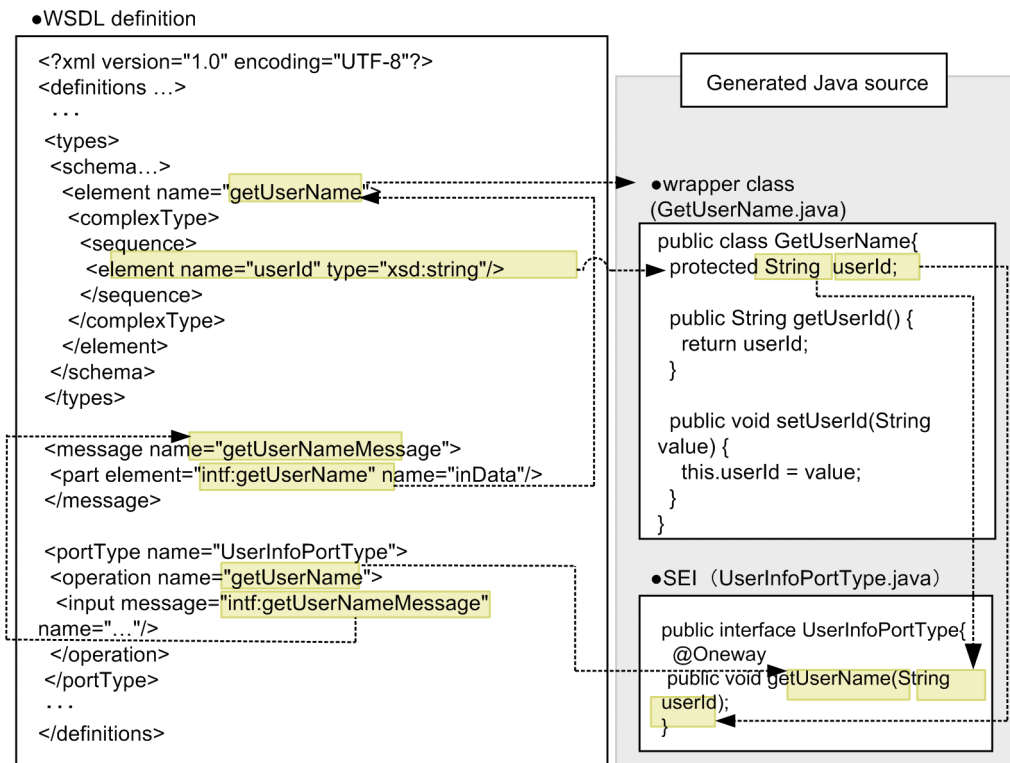 ●WSDL definition
<?xml version="1.0" encoding="UTF-8"?>
<definitions …>
...
<types>
<schema…>
<element name="getUserName">
<complexType>
<sequence>
<element name="userId" type="xsd:string"/>
</sequence>
</complexType>
</element>
</schema>
</types>
<message name="getUserNameMessage">
<part element="intf:getUserName" name="inData"/>
</message>
<portType name="UserInfoPortType">
<operation name="getUserName">
<input message="intf:getUserNameMessage"
name="…"/>
</operation>
</portType>
...
</definitions>
Generated Java source
●wrapper class
(GetUserName.java)
public class GetUserName{
protected String userId;
public String getUserId() {
return userId;
}
public void setUserId(String
value) {
this.userId = value;
}
}
●SEI（UserInfoPortType.java）
public interface UserInfoPortType{
@Oneway
public void getUserName(String
userId);
}